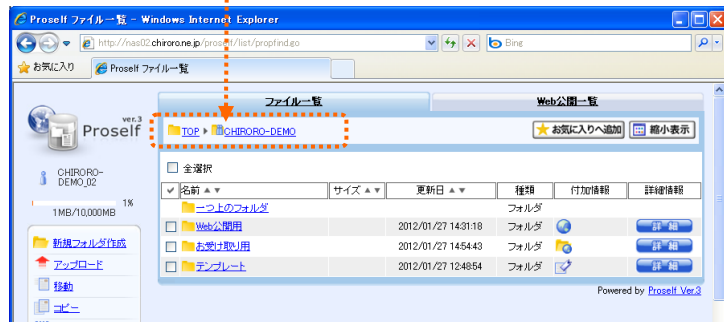 Proself ファイル一覧 - Windows Internet Explorer
http://nas02.chiroro.ne.jp/proself/list/propfind.go
Bing
お気に入り
Proself ファイル一覧
ver.3
Proself
CHIRORO-
DEMO_02
1%
1MB/10,000MB
新規フォルダ作成
アップロード
移動
コピー
ファイル一覧
Web公開一覧
TOP
CHIRORO-DEMO
お気に入りへ追加
縮小表示
全選択
名前 ▲▼ サイズ ▲▼ 更新日 ▲▼ 種類 付加情報 詳細情報
一つ上のフォルダ フォルダ
Web公開用 2012/01/27 14:31:18 フォルダ 詳 細
お受け取り用 2012/01/27 14:54:43 フォルダ 詳 細
テンプレート 2012/01/27 12:48:54 フォルダ 詳 細
Powered by Proself Ver.3